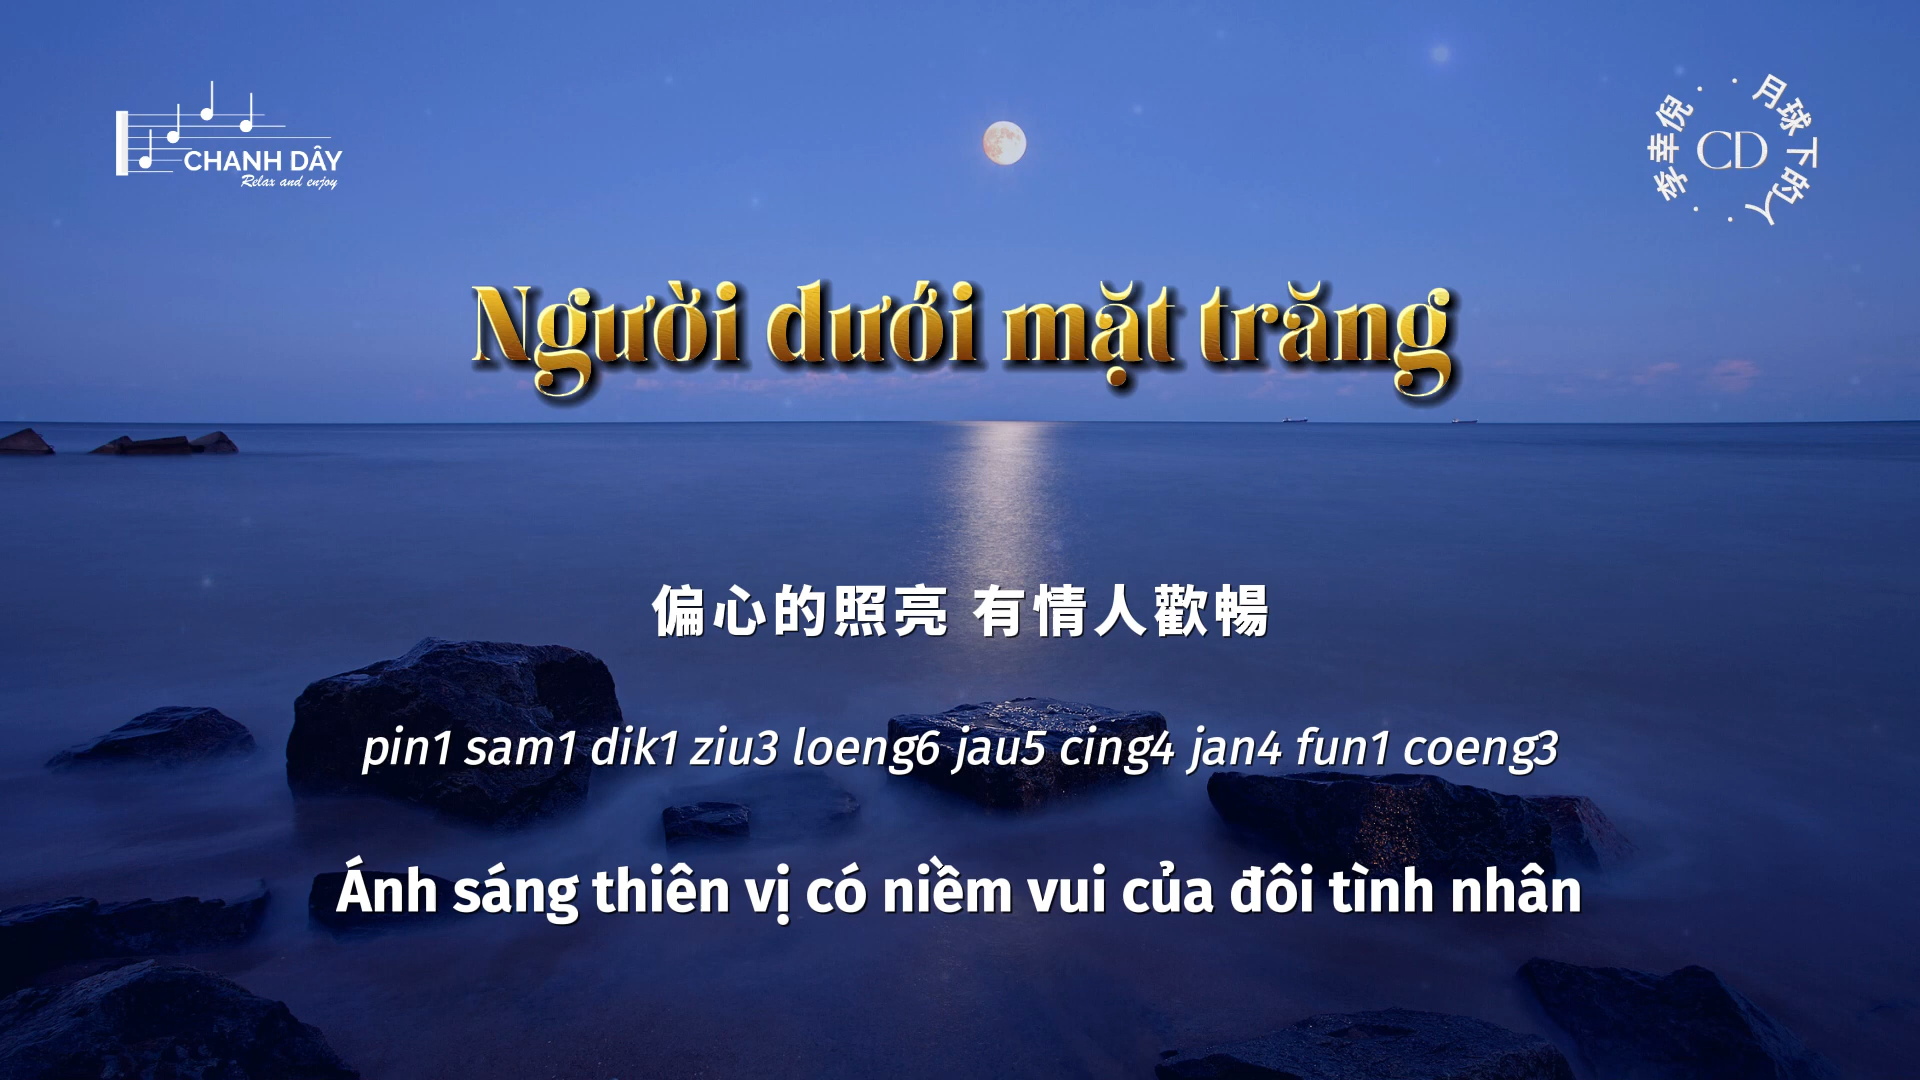 CHANH DÂY
Relax and enjoy
李幸倪 · · 月球下的人 · ·
CD
Người dưới mặt trăng
偏心的照亮 有情人歡暢
pin1 sam1 dik1 ziu3 loeng6 jau5 cing4 jan4 fun1 coeng3
Ánh sáng thiên vị có niềm vui của đôi tình nhân